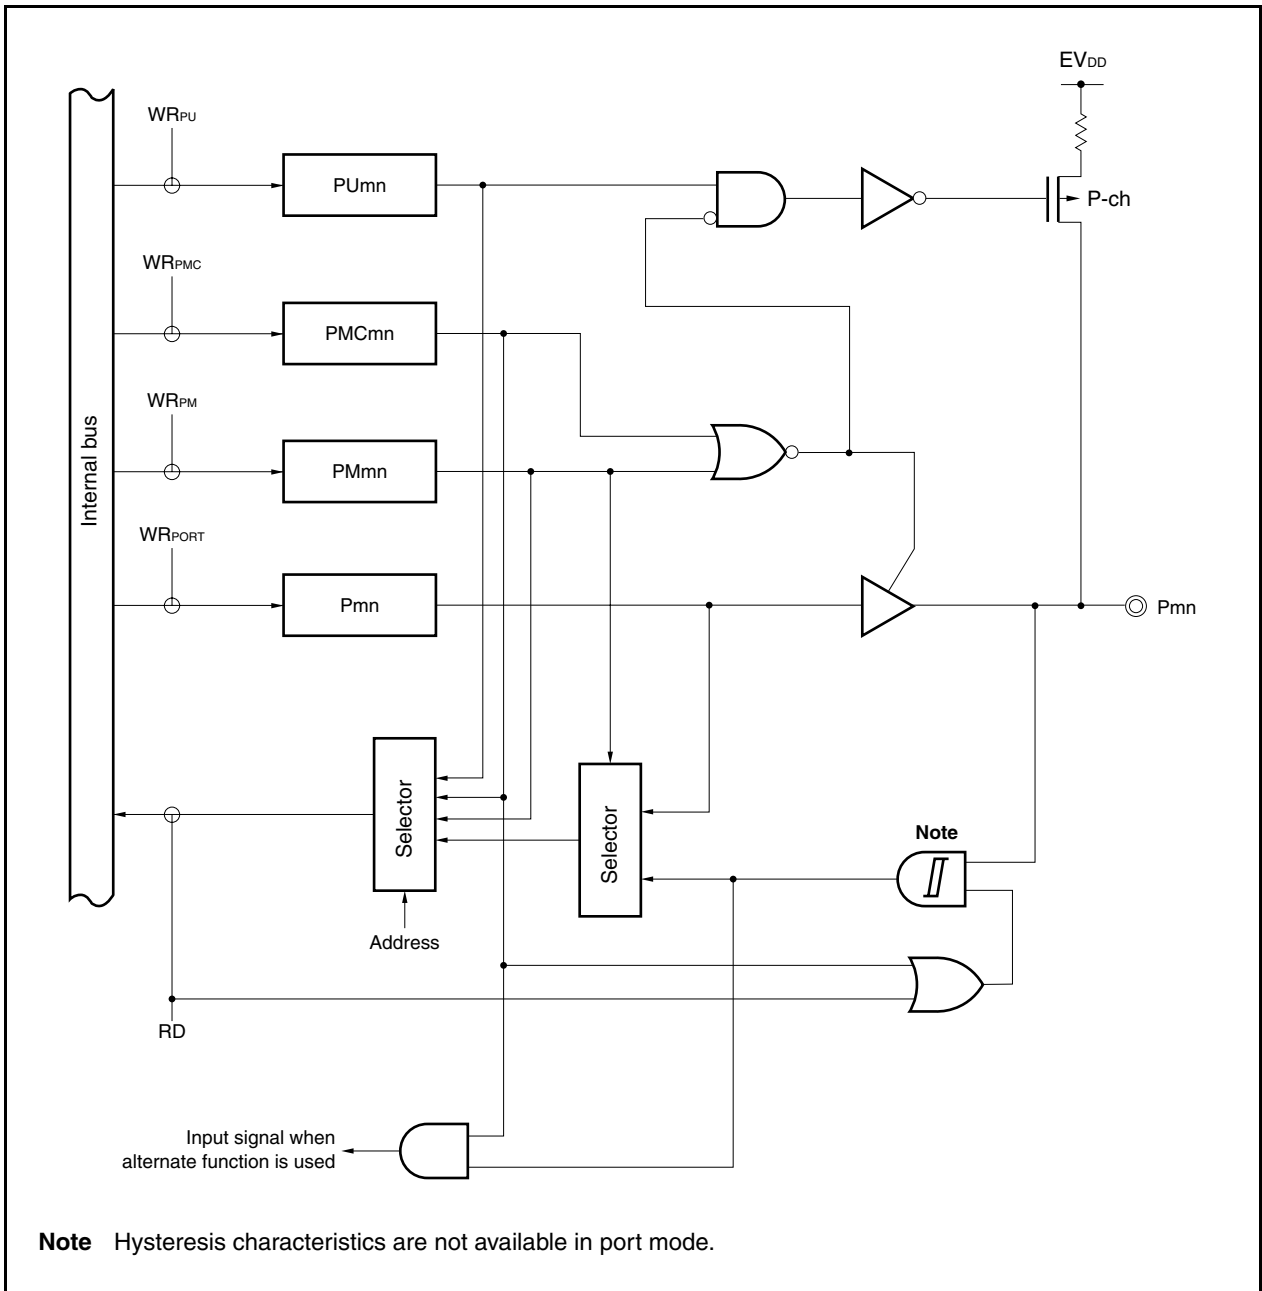 EVDD
WRPU
PUmn
P-ch
WRPMC
PMCmn
WRPM
PMmn
Internal bus
WRPORT
Pmn
Pmn
Selector
Selector
Note
Address
RD
Input signal when
alternate function is used
Note Hysteresis characteristics are not available in port mode.